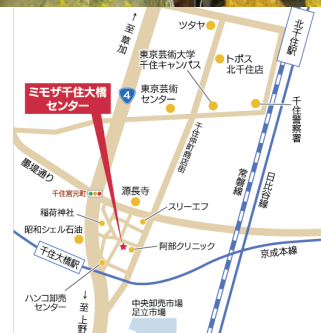 至草加
ツタヤ
北千住駅
東京芸術大学
千住キャンパス
トポス
北千住店
ミモザ千住大橋
センター
4
東京芸術
センター
千住警察署
千住仲町商店街
墨堤通り
常磐線
日比谷線
千住宮元町
源長寺
スリーエフ
稲荷神社
昭和シェル石油
阿部クリニック
京成本線
千住大橋駅
ハンコ卸売
センター
至上野
中央卸売市場
足立市場